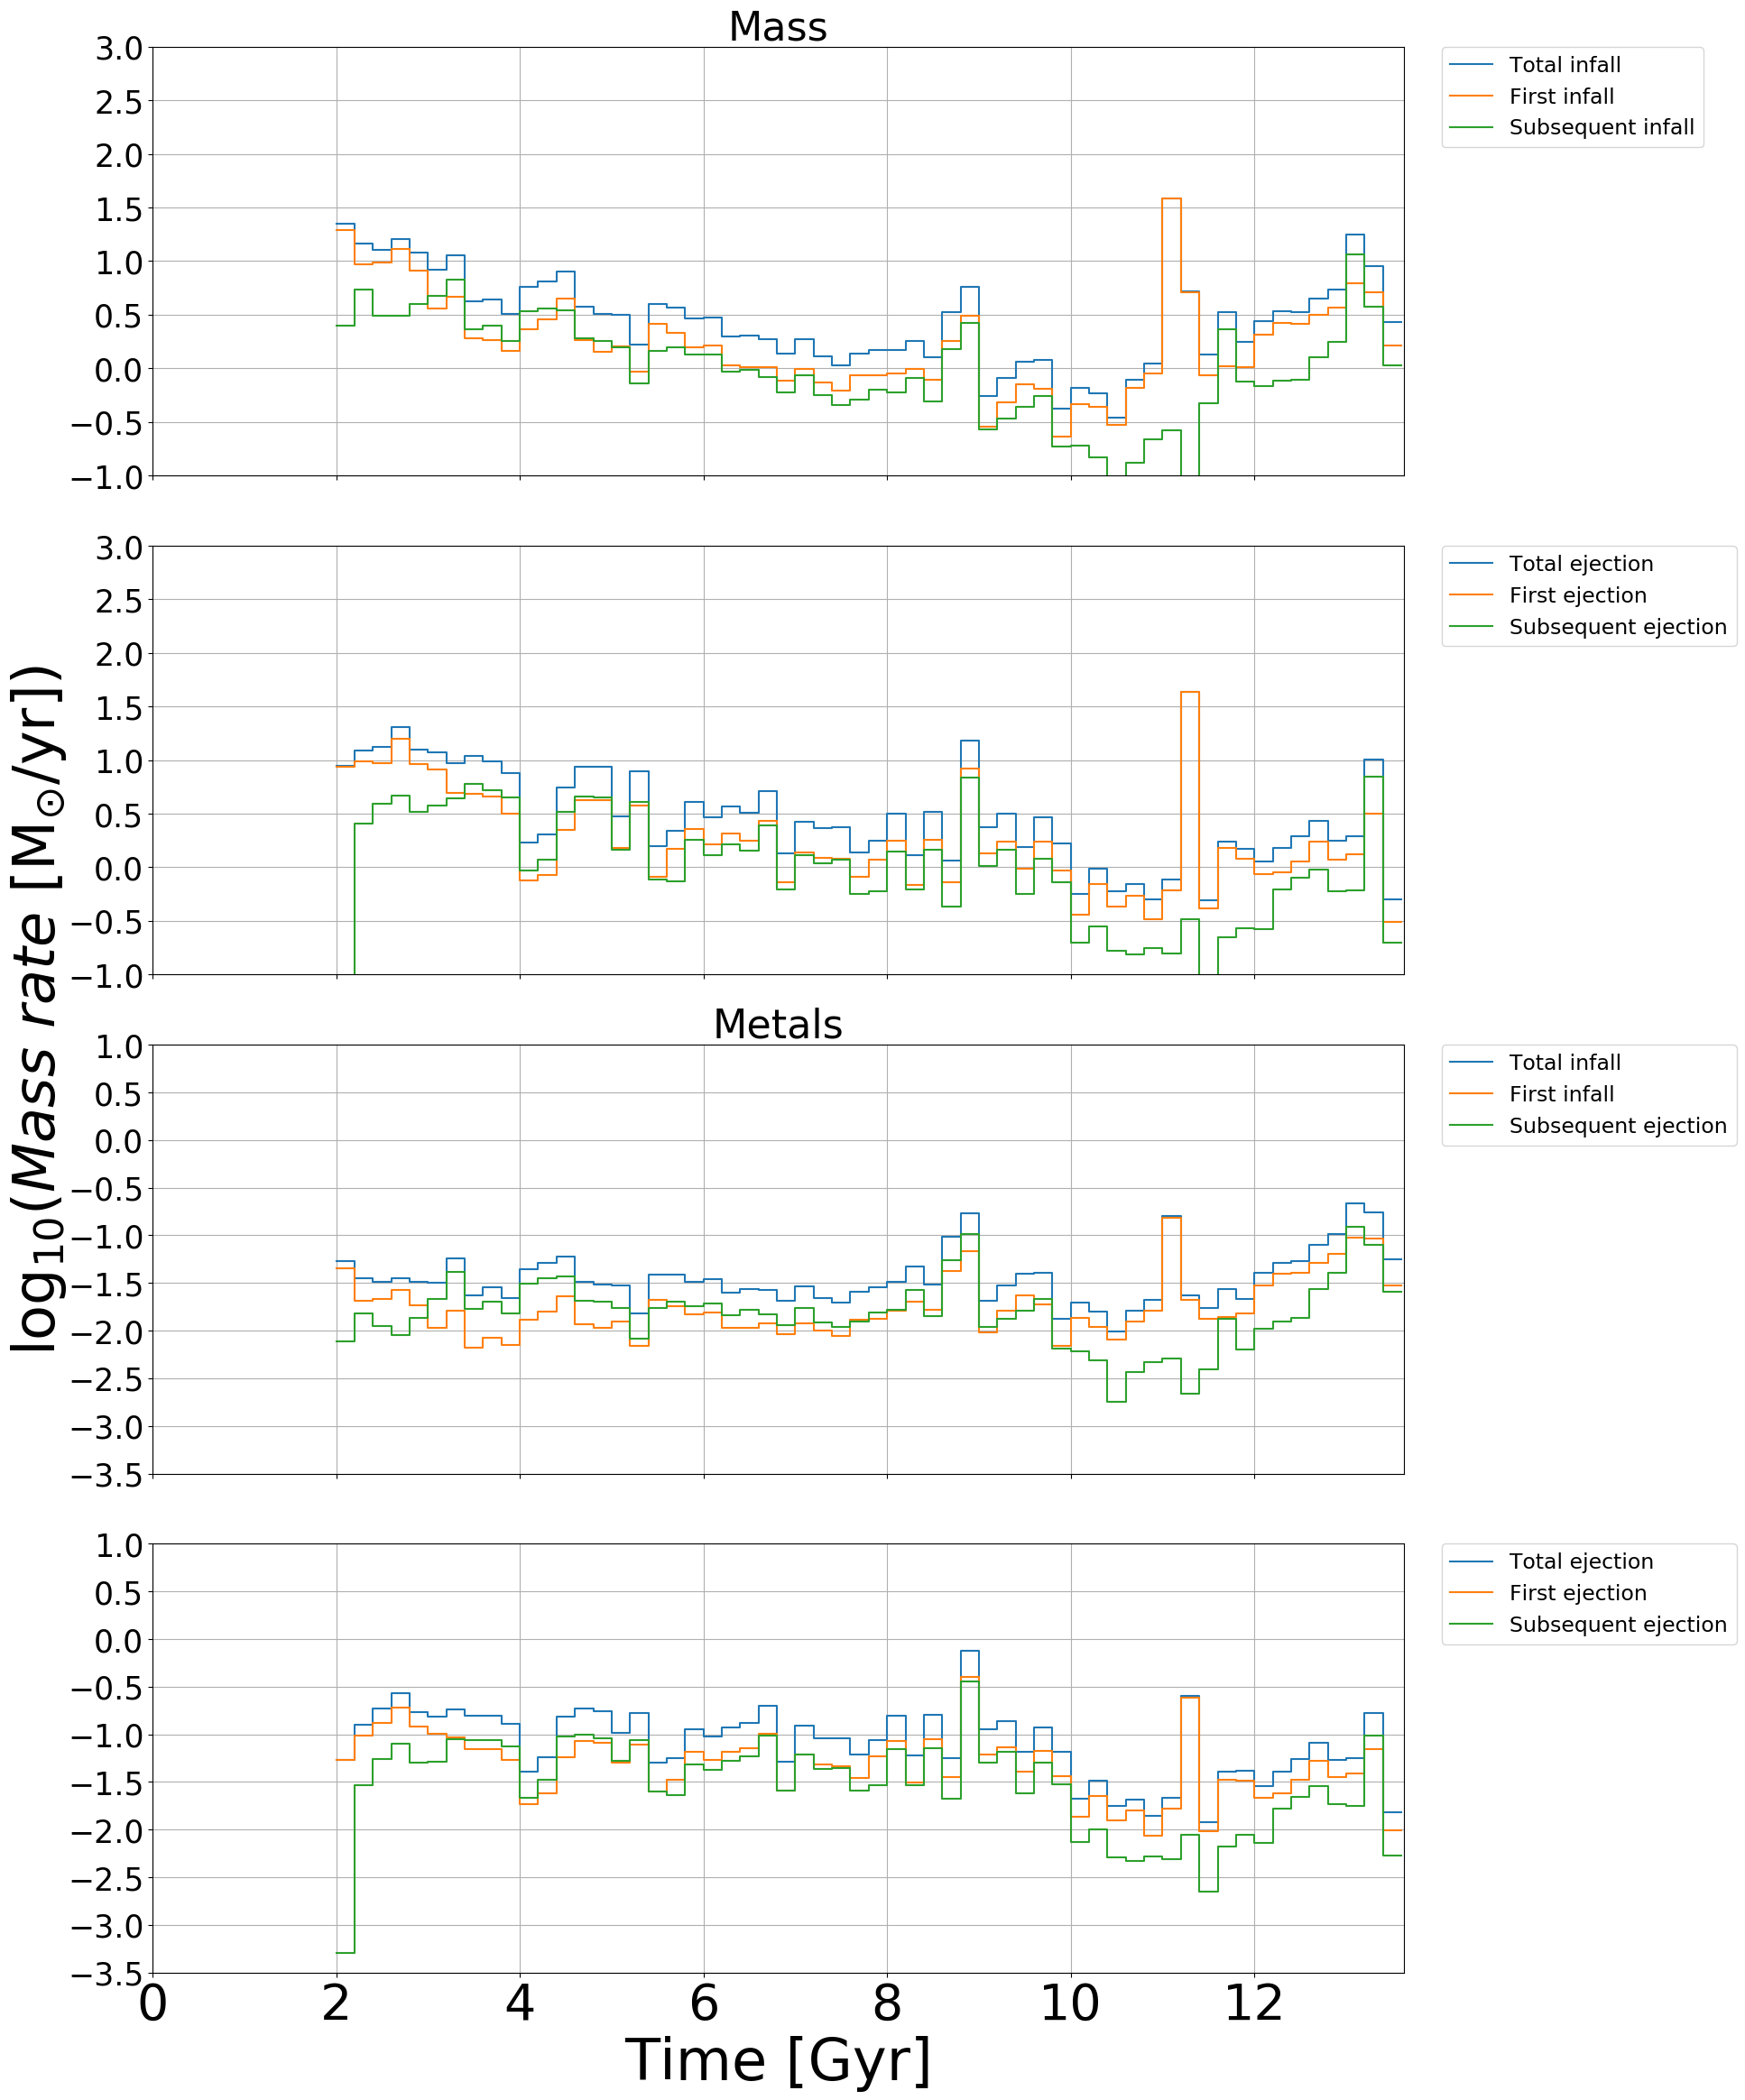 Mass
3.0
2.5
2.0
1.5
1.0
0.5
0.0
−0.5
−1.0
Total infall
First infall
Subsequent infall
3.0
2.5
2.0
1.5
1.0
0.5
0.0
−0.5
−1.0
Total ejection
First ejection
Subsequent ejection
log₁₀(Mass rate [M⊙/yr])
Metals
1.0
0.5
0.0
−0.5
−1.0
−1.5
−2.0
−2.5
−3.0
−3.5
Total infall
First infall
Subsequent ejection
1.0
0.5
0.0
−0.5
−1.0
−1.5
−2.0
−2.5
−3.0
−3.5
Total ejection
First ejection
Subsequent ejection
0 2 4 6 8 10 12
Time [Gyr]